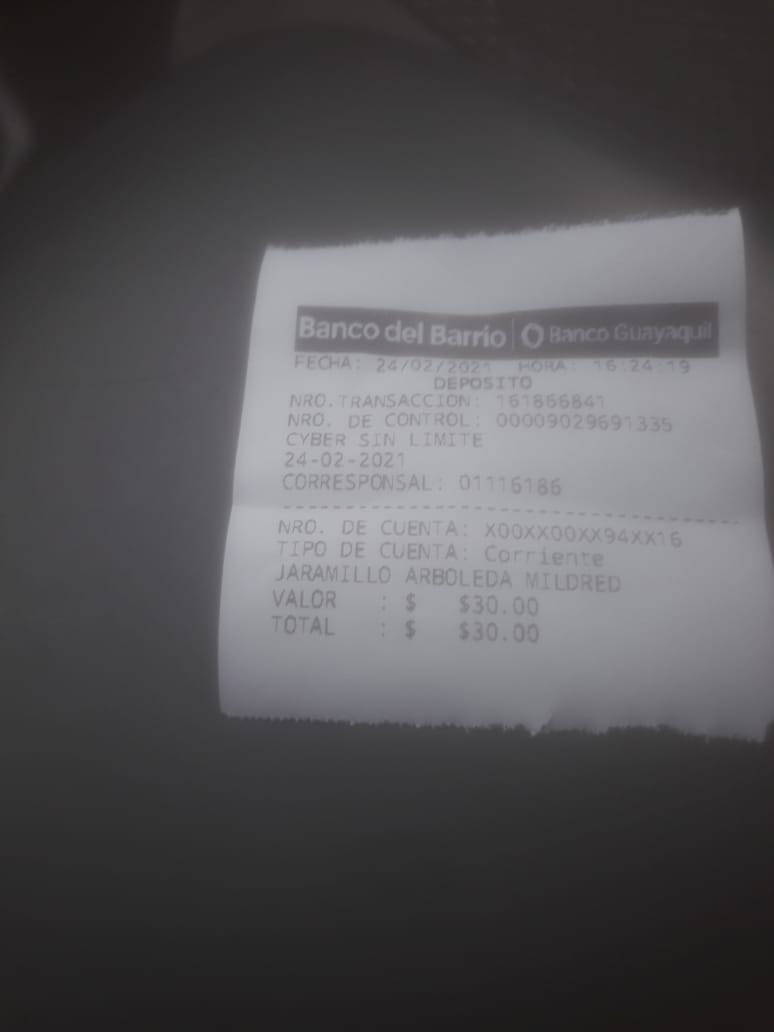 Banco del Barrio | Banco Guayaquil
FECHA: 24/02/2021 HORA: 16:24:19
DEPOSITO
NRO.TRANSACCION: 161866841
NRO. DE CONTROL: 00009029691335
CYBER SIN LIMITE
24-02-2021
CORRESPONSAL: 01116186
NRO. DE CUENTA: X00XX00XX94XX16
TIPO DE CUENTA: Corriente
JARAMILLO ARBOLEDA MILDRED
VALOR : $ $30.00
TOTAL : $ $30.00